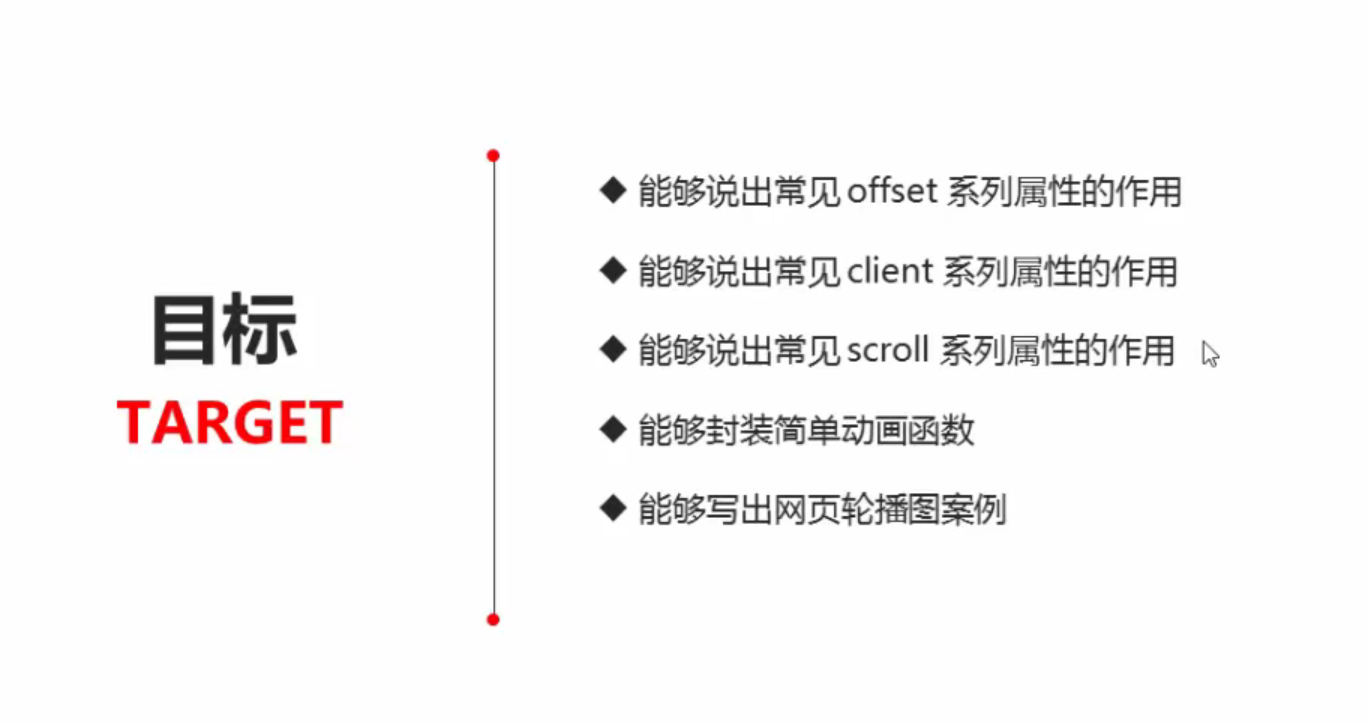 目标
TARGET
◆ 能够说出常见 offset 系列属性的作用
◆ 能够说出常见 client 系列属性的作用
◆ 能够说出常见 scroll 系列属性的作用
◆ 能够封装简单动画函数
◆ 能够写出网页轮播图案例